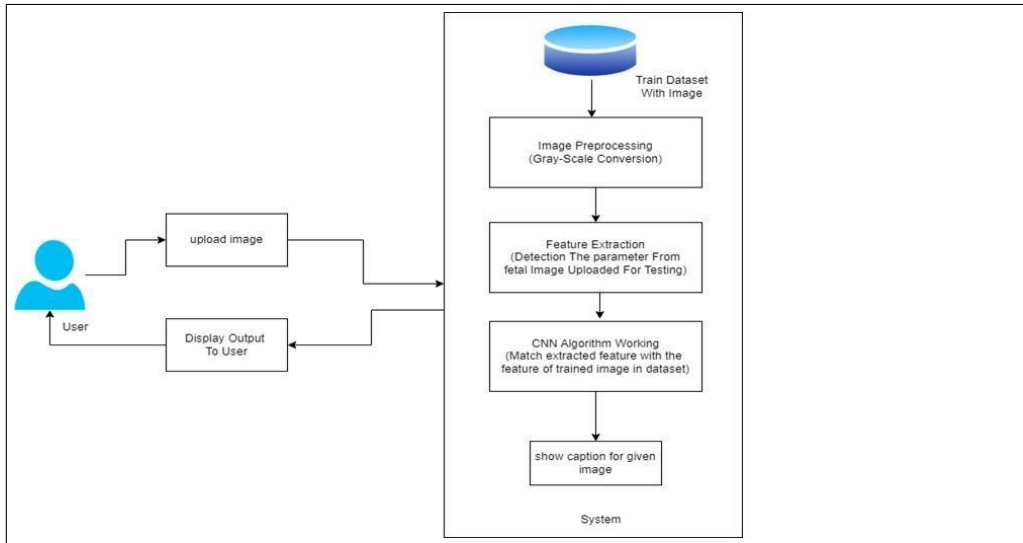 Train Dataset
With Image
Image Preprocessing
(Gray-Scale Conversion)
upload image
Feature Extraction
(Detection The parameter From
fetal Image Uploaded For Testing)
User
Display Output
To User
CNN Algorithm Working
(Match extracted feature with the
feature of trained image in dataset)
show caption for given
image
System